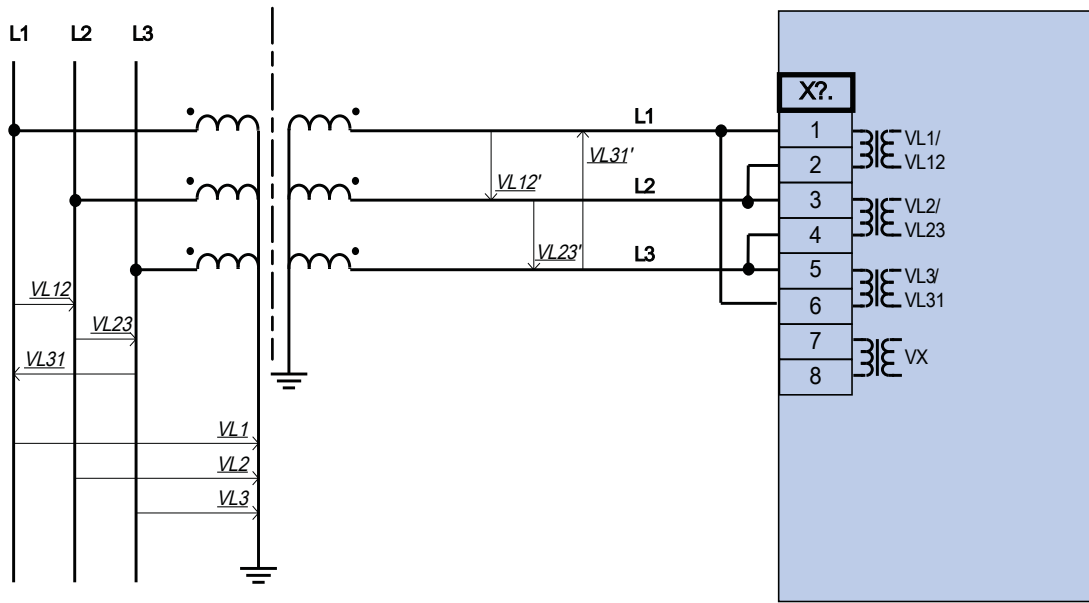 L1 L2 L3
X?.
L1
1
VL1/
VL31'
2
VL12
VL12'
L2
3
VL2/
4
VL23
VL23'
L3
5
VL3/
VL12
6
VL31
VL23
7
VX
VL31
8
VL1
VL2
VL3